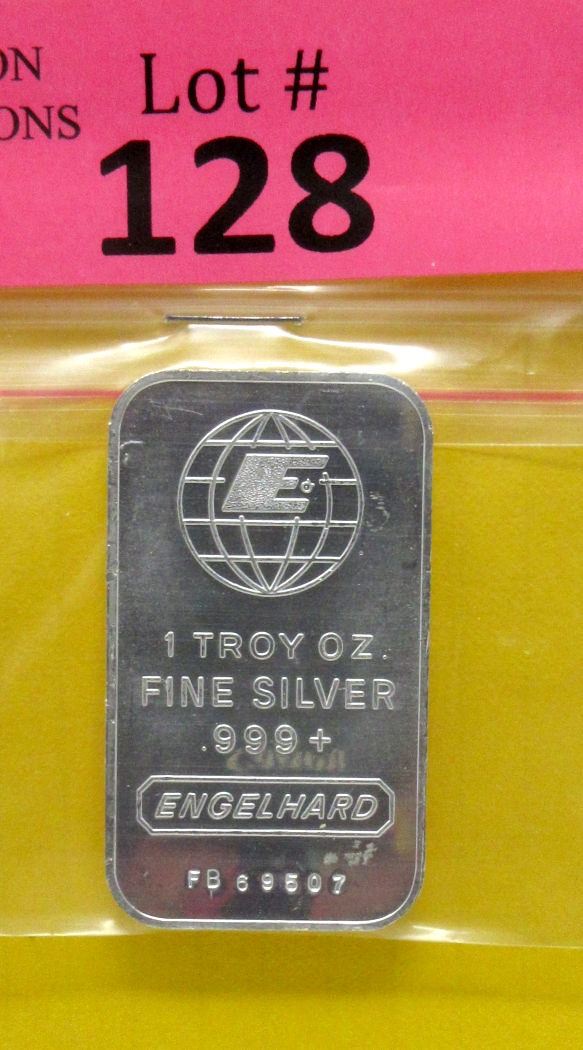 ON
ONS
Lot #
128
E
1 TROY OZ.
FINE SILVER
.999+
ENGELHARD
FB 69507